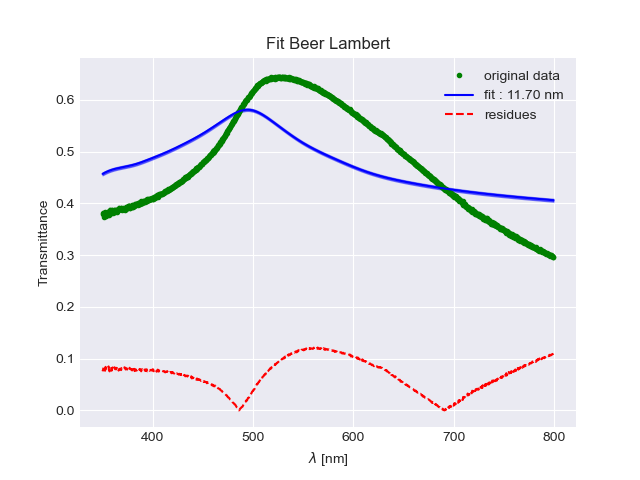 Fit Beer Lambert
original data
fit : 11.70 nm
residues
Transmittance
0.6
0.5
0.4
0.3
0.2
0.1
0.0
400
500
600
700
800
λ [nm]